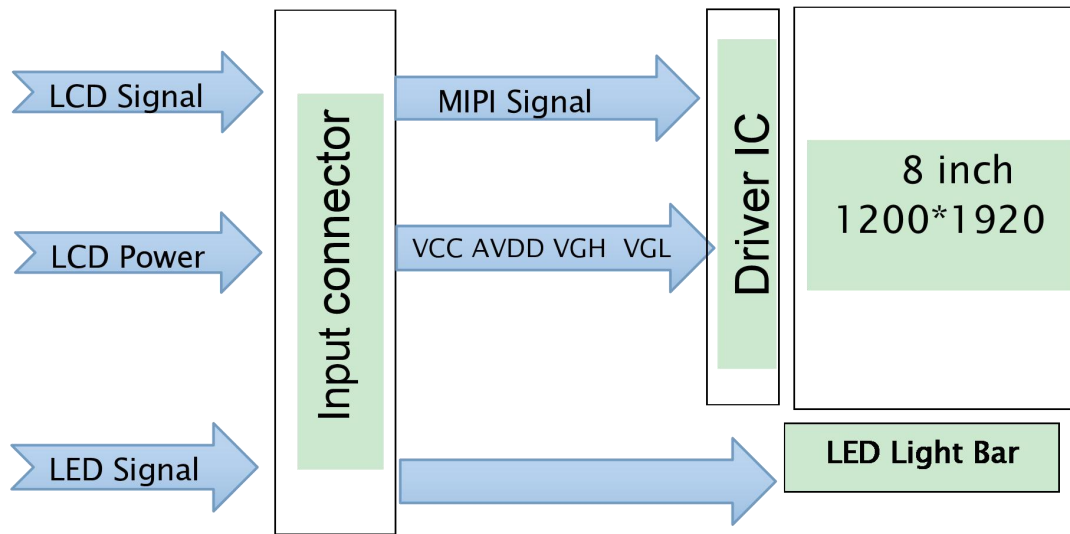 LCD Signal
MIPI Signal
Input connector
Driver IC
8 inch
1200*1920
LCD Power
VCC AVDD VGH VGL
LED Signal
LED Light Bar